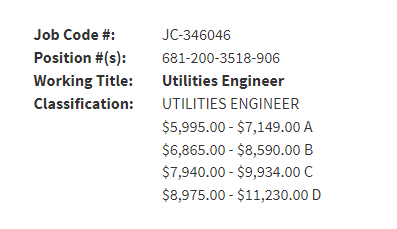 Job Code #: JC-346046
Position #(s): 681-200-3518-906
Working Title: Utilities Engineer
Classification: UTILITIES ENGINEER
$5,995.00 - $7,149.00 A
$6,865.00 - $8,590.00 B
$7,940.00 - $9,934.00 C
$8,975.00 - $11,230.00 D